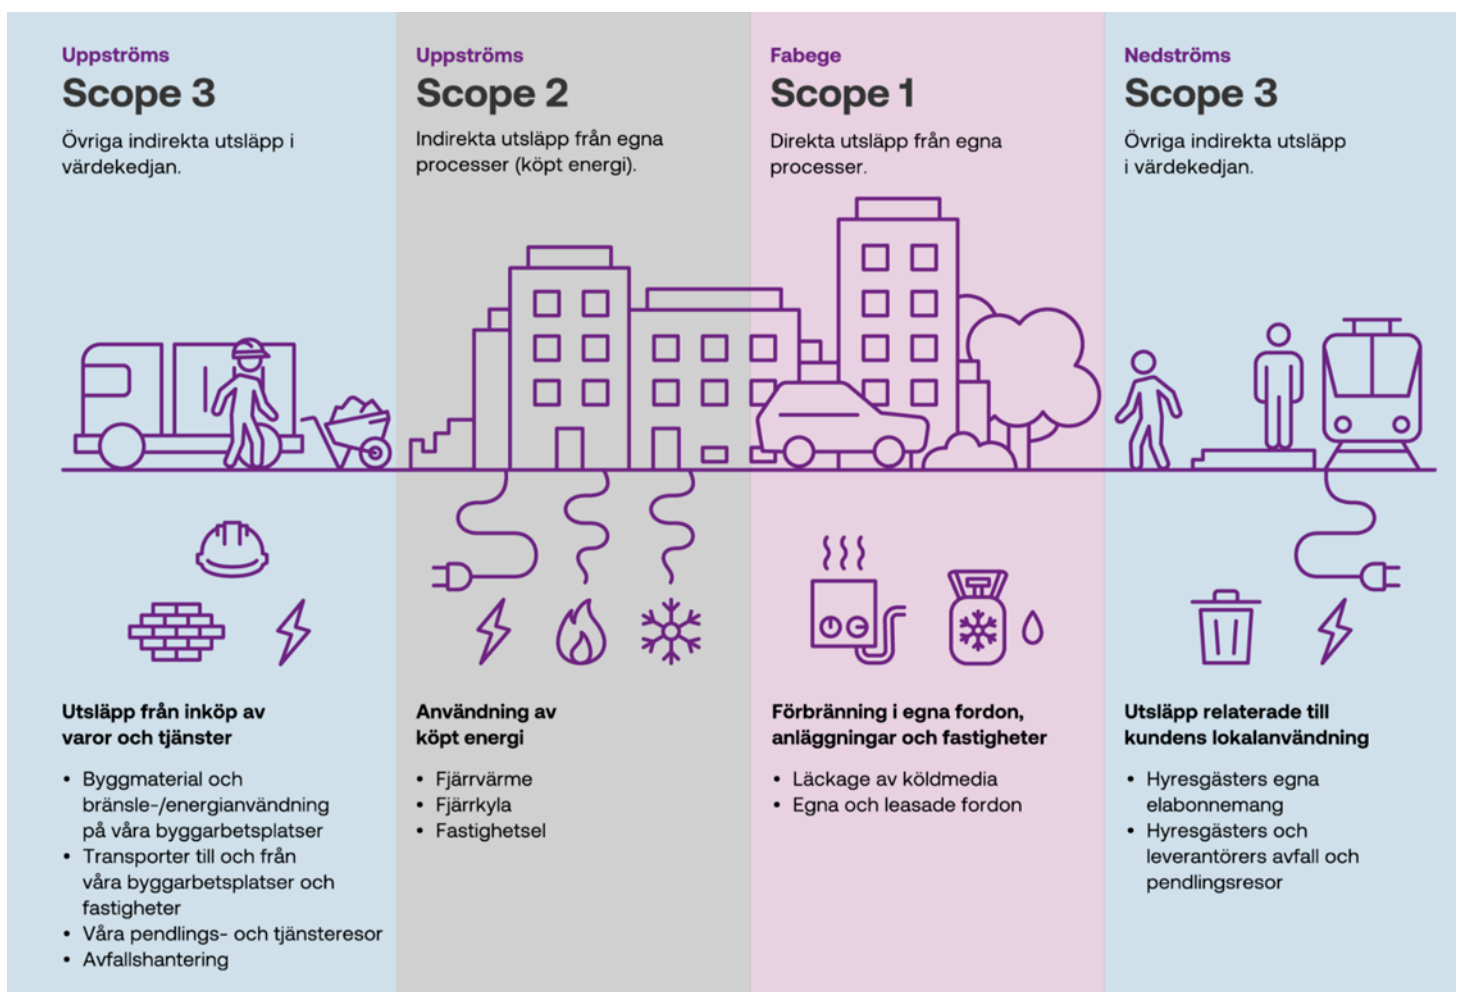 Uppströms
Scope 3
Övriga indirekta utsläpp i
värdekedjan.
Utsläpp från inköp av
varor och tjänster
• Byggmaterial och
bränsle-/energianvändning
på våra byggarbetsplatser
• Transporter till och från
våra byggarbetsplatser och
fastigheter
• Våra pendlings- och tjänsteresor
• Avfallshantering
Uppströms
Scope 2
Indirekta utsläpp från egna
processer (köpt energi).
Användning av
köpt energi
• Fjärrvärme
• Fjärrkyla
• Fastighetsel
Fabege
Scope 1
Direkta utsläpp från egna
processer.
Förbränning i egna fordon,
anläggningar och fastigheter
• Läckage av köldmedia
• Egna och leasade fordon
Nedströms
Scope 3
Övriga indirekta utsläpp
i värdekedjan.
Utsläpp relaterade till
kundens lokalanvändning
• Hyresgästers egna
elabonnemang
• Hyresgästers och
leverantörers avfall och
pendlingsresor